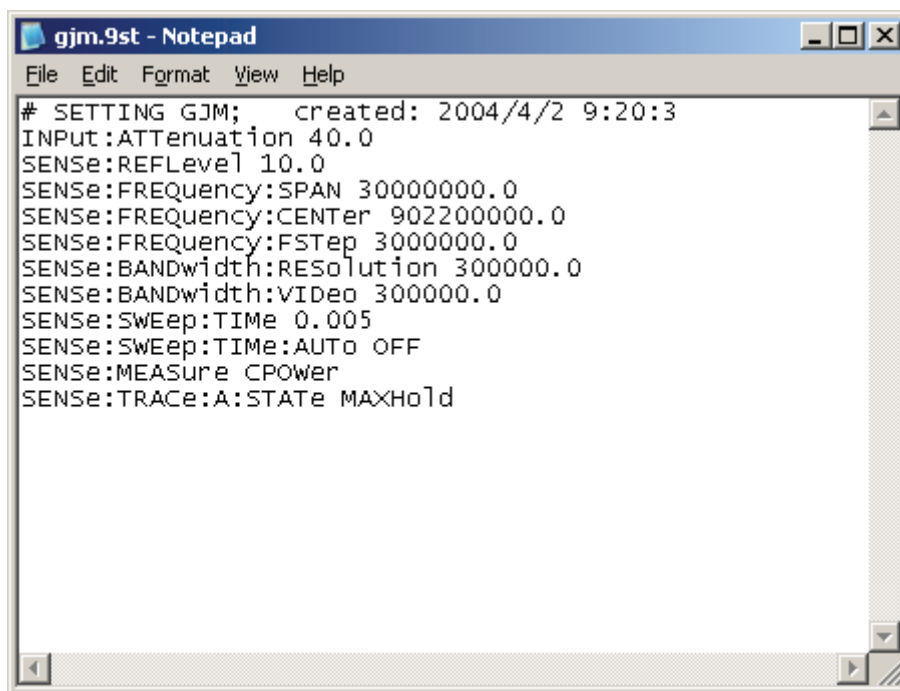 gjm.9st - Notepad
File Edit Format View Help
# SETTING GJM;    created: 2004/4/2 9:20:3
INPut:ATTenuation 40.0
SENSe:REFLevel 10.0
SENSe:FREQuency:SPAN 30000000.0
SENSe:FREQuency:CENTer 902200000.0
SENSe:FREQuency:FSTep 3000000.0
SENSe:BANDwidth:RESolution 300000.0
SENSe:BANDwidth:VIDeo 300000.0
SENSe:SWEep:TIMe 0.005
SENSe:SWEep:TIMe:AUTo OFF
SENSe:MEASure CPOWer
SENSe:TRACe:A:STATe MAXHold